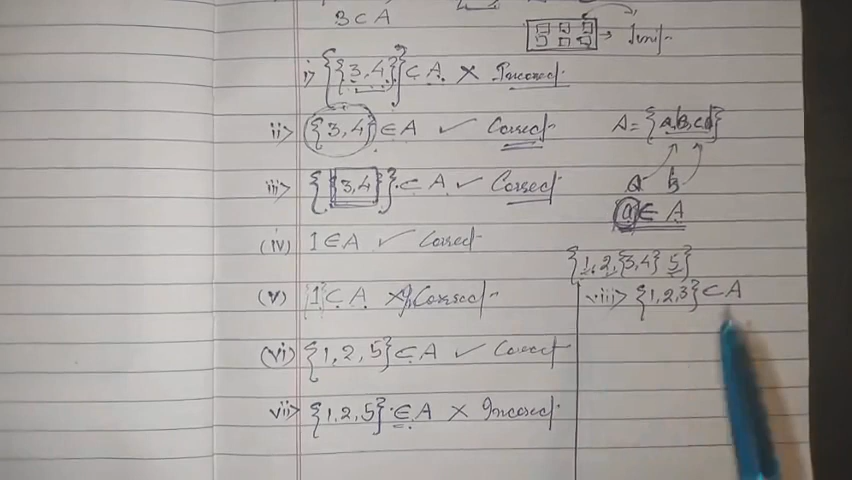 3 ⊂ A
→ Unit
i> {{3,4}} ⊂ A × Incorrect
ii> {3,4} ∈ A ✓ Correct
iii> {{3,4}} ⊂ A ✓ Correct
(iv) 1 ∈ A ✓ Correct
(v) 1 ⊂ A ×
(vi) {1,2,5} ⊂ A ✓ Correct
vii> {1,2,5} ∈ A × Incorrect
A = {a,b,c,d}
a b
a ∈ A
{1,2,{3,4} 5}
viii> {1,2,3} ⊂ A